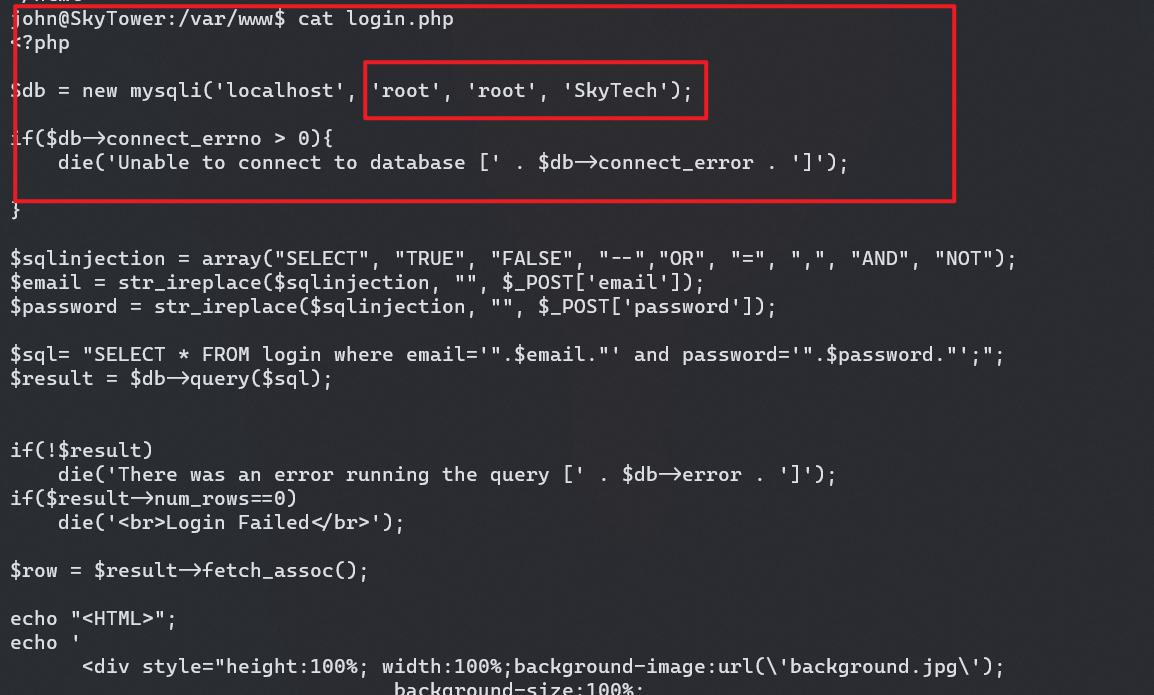 john@SkyTower:/var/www$ cat login.php
<?php
$db = new mysqli('localhost', 'root', 'root', 'SkyTech');
if($db->connect_errno > 0){
    die('Unable to connect to database [' . $db->connect_error . ']');
}
$sqlinjection = array("SELECT", "TRUE", "FALSE", "--","OR", "=", ",", "AND", "NOT");
$email = str_ireplace($sqlinjection, "", $_POST['email']);
$password = str_ireplace($sqlinjection, "", $_POST['password']);
$sql= "SELECT * FROM login where email='".$email."' and password='".$password."';";
$result = $db->query($sql);
if(!$result)
    die('There was an error running the query [' . $db->error . ']');
if($result->num_rows==0)
    die('<br>Login Failed</br>');
$row = $result->fetch_assoc();
echo "<HTML>";
echo '
      <div style="height:100%; width:100%;background-image:url(\'background.jpg\');
                                background-size:100%;